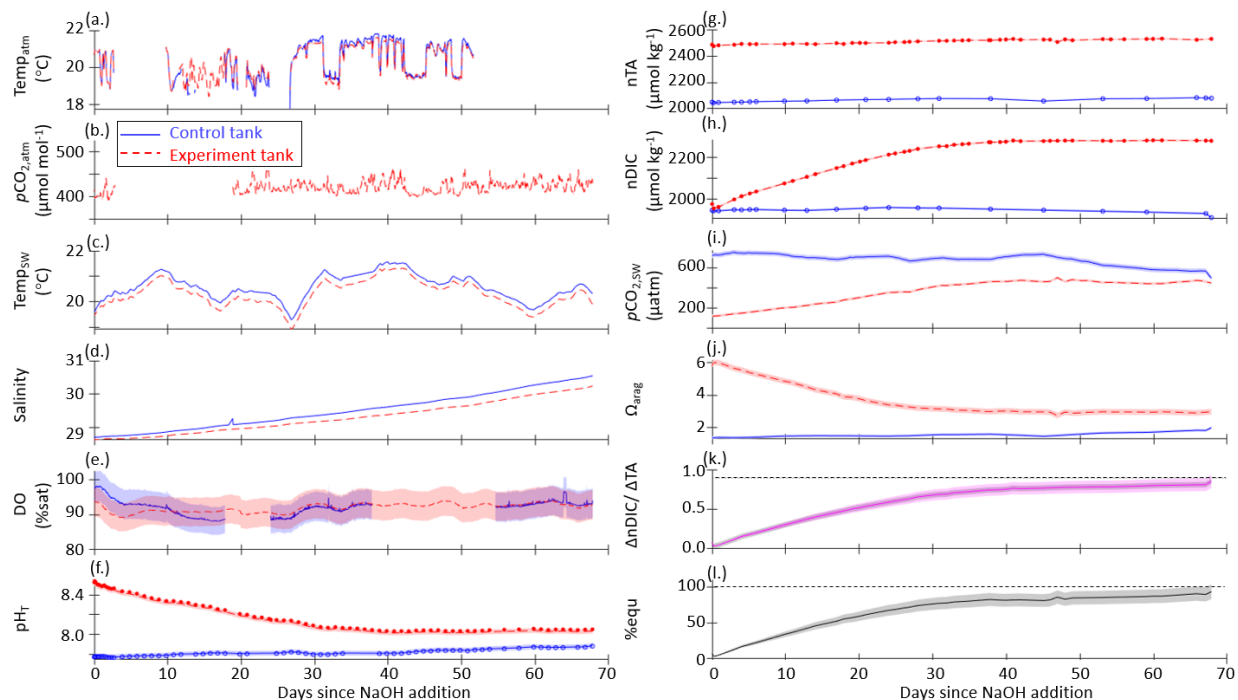 (a.)
Temp_atm
(°C)
22
20
18
(b.)
Control tank
Experiment tank
pCO₂,atm
(µmol mol⁻¹)
500
400
(c.)
Temp_SW
(°C)
22
20
(d.)
Salinity
31
30
29
(e.)
DO
(%sat)
100
90
80
(f.)
pH_T
8.4
8.0
0 10 20 30 40 50 60 70
Days since NaOH addition
(g.)
nTA
(µmol kg⁻¹)
2600
2200
2000
(h.)
nDIC
(µmol kg⁻¹)
2200
2000
(i.)
pCO₂,SW
(µatm)
600
200
(j.)
Ω_arag
6
4
2
(k.)
ΔnDIC/ ΔTA
1.0
0.5
0.0
(l.)
%equ
100
50
0
0 10 20 30 40 50 60 70
Days since NaOH addition